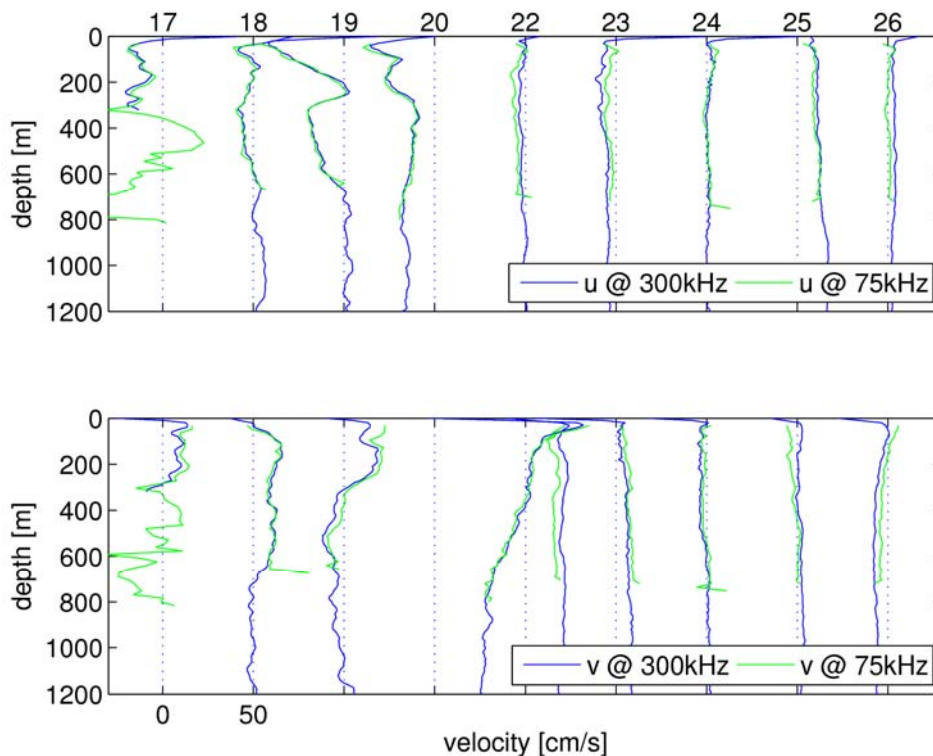 17 18 19 20 22 23 24 25 26
0
200
400
600
800
1000
1200
depth [m]
u @ 300kHz u @ 75kHz
0
200
400
600
800
1000
1200
depth [m]
v @ 300kHz v @ 75kHz
0 50
velocity [cm/s]